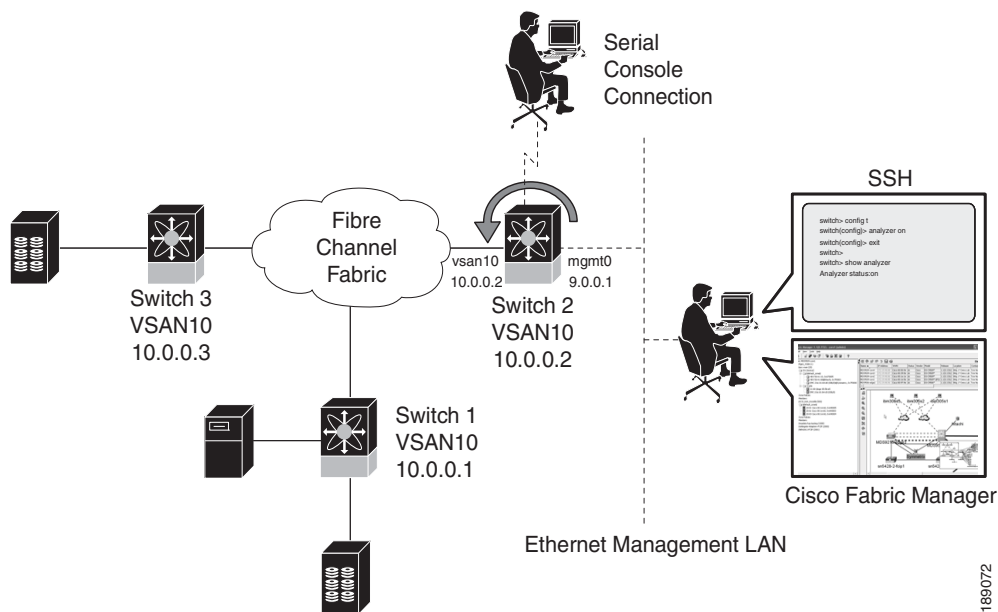 Serial
Console
Connection
SSH
switch> config t
switch(config)> analyzer on
switch(config)> exit
switch>
switch> show analyzer
Analyzer status:on
Fibre
Channel
Fabric
vsan10
10.0.0.2
mgmt0
9.0.0.1
Switch 3
VSAN10
10.0.0.3
Switch 2
VSAN10
10.0.0.2
Switch 1
VSAN10
10.0.0.1
Cisco Fabric Manager
Ethernet Management LAN
189072